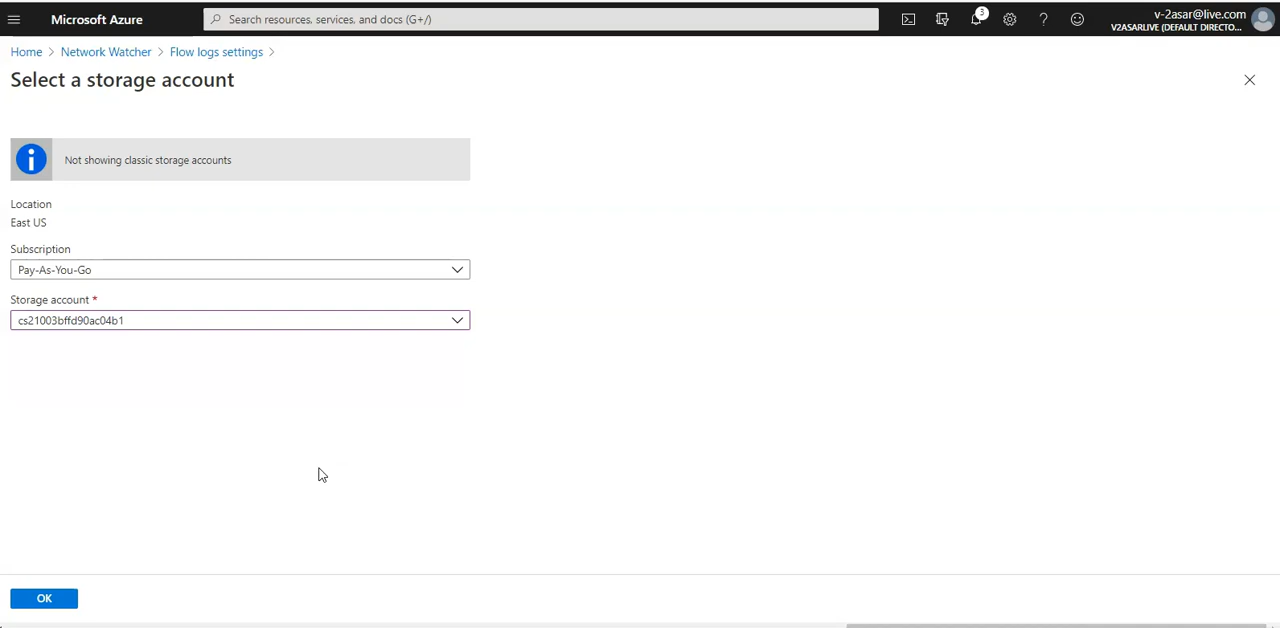 Microsoft Azure
Search resources, services, and docs (G+/)
3
v-2asar@live.com
V2ASARLIVE (DEFAULT DIRECTO...
Home > Network Watcher > Flow logs settings >
Select a storage account
Not showing classic storage accounts
Location
East US
Subscription
Pay-As-You-Go
Storage account *
cs21003bffd90ac04b1
OK